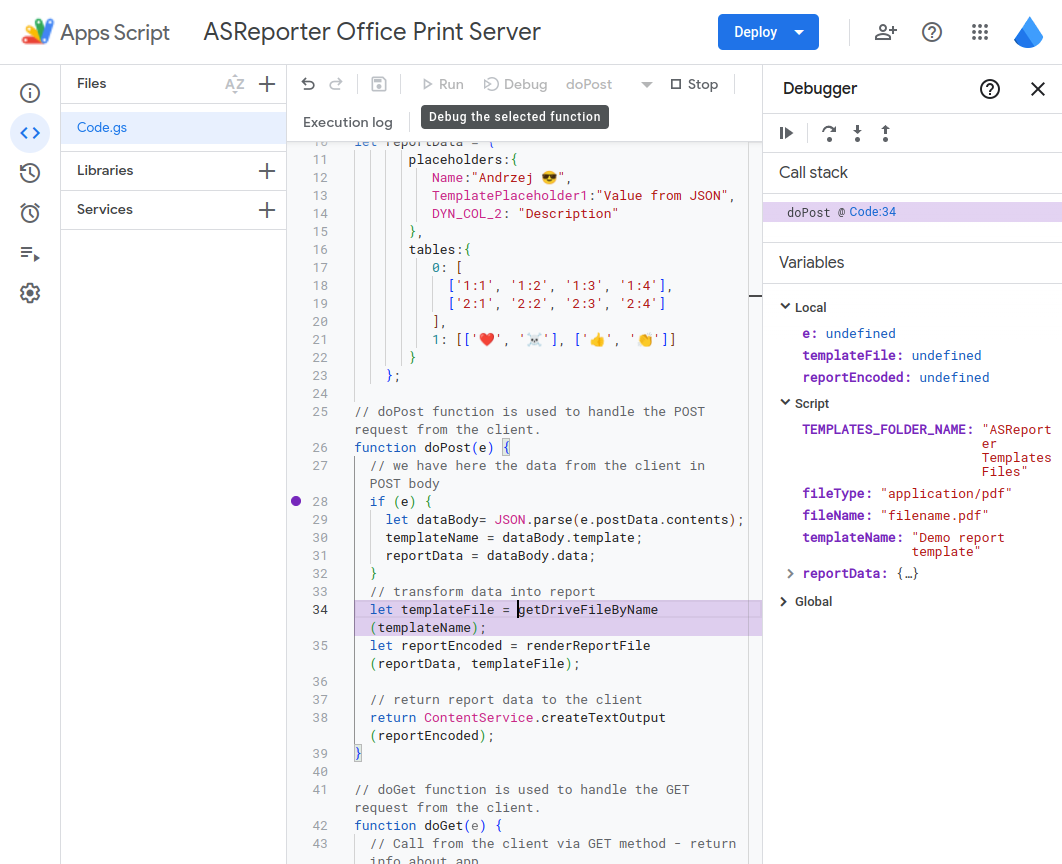 Apps Script
ASReporter Office Print Server
Deploy
Files
AZ
Code.gs
Libraries
Services
Run
Debug
doPost
Stop
Execution log
Debug the selected function
10 let reportData = {
11 placeholders:{
12 Name:"Andrzej 😎",
13 TemplatePlaceholder1:"Value from JSON",
14 DYN_COL_2: "Description"
15 },
16 tables:{
17 0: [
18 ['1:1', '1:2', '1:3', '1:4'],
19 ['2:1', '2:2', '2:3', '2:4']
20 ],
21 1: [['❤️', '☠️'], ['👍', '👏']]
22 }
23 };
24
25 // doPost function is used to handle the POST
request from the client.
26 function doPost(e) {
27 // we have here the data from the client in
POST body
28 if (e) {
29 let dataBody= JSON.parse(e.postData.contents);
30 templateName = dataBody.template;
31 reportData = dataBody.data;
32 }
33 // transform data into report
34 let templateFile = getDriveFileByName
(templateName);
35 let reportEncoded = renderReportFile
(reportData, templateFile);
36
37 // return report data to the client
38 return ContentService.createTextOutput
(reportEncoded);
39 }
40
41 // doGet function is used to handle the GET
request from the client.
42 function doGet(e) {
43 // Call from the client via GET method - return
info about app
Debugger
Call stack
doPost @ Code:34
Variables
Local
e: undefined
templateFile: undefined
reportEncoded: undefined
Script
TEMPLATES_FOLDER_NAME: "ASReport
er
Templates
Files"
fileType: "application/pdf"
fileName: "filename.pdf"
templateName: "Demo report
template"
reportData: {…}
Global